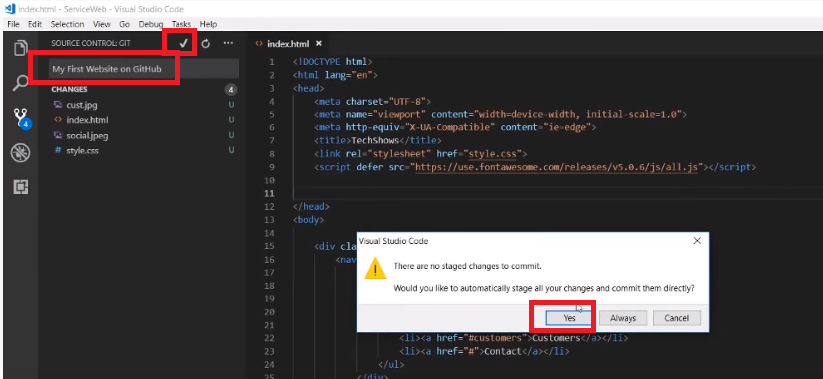 index.html - ServiceWeb - Visual Studio Code
File Edit Selection View Go Debug Tasks Help
SOURCE CONTROL: GIT
My First Website on GitHub
CHANGES 4
cust.jpg U
index.html U
social.jpeg U
style.css U
4
index.html
1 <!DOCTYPE html>
2 <html lang="en">
3 <head>
4 <meta charset="UTF-8">
5 <meta name="viewport" content="width=device-width, initial-scale=1.0">
6 <meta http-equiv="X-UA-Compatible" content="ie=edge">
7 <title>TechShows</title>
8 <link rel="stylesheet" href="style.css">
9 <script defer src="https://use.fontawesome.com/releases/v5.0.6/js/all.js"></script>
10
11
12 </head>
13 <body>
14
15 <div cla
16 <nav
17
18
19
20
21
22 <li><a href="#customers">Customers</a></li>
23 <li><a href="#">Contact</a></li>
24 </ul>
25 </div>
Visual Studio Code
There are no staged changes to commit.
Would you like to automatically stage all your changes and commit them directly?
Yes Always Cancel